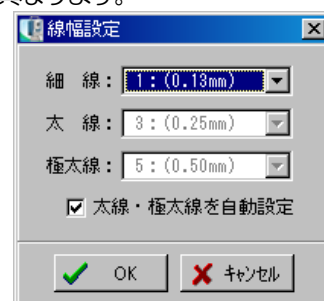 線幅設定
細 線： 1：(0.13mm)
太 線： 3：(0.25mm)
極太線： 5：(0.50mm)
太線・極太線を自動設定
OK キャンセル